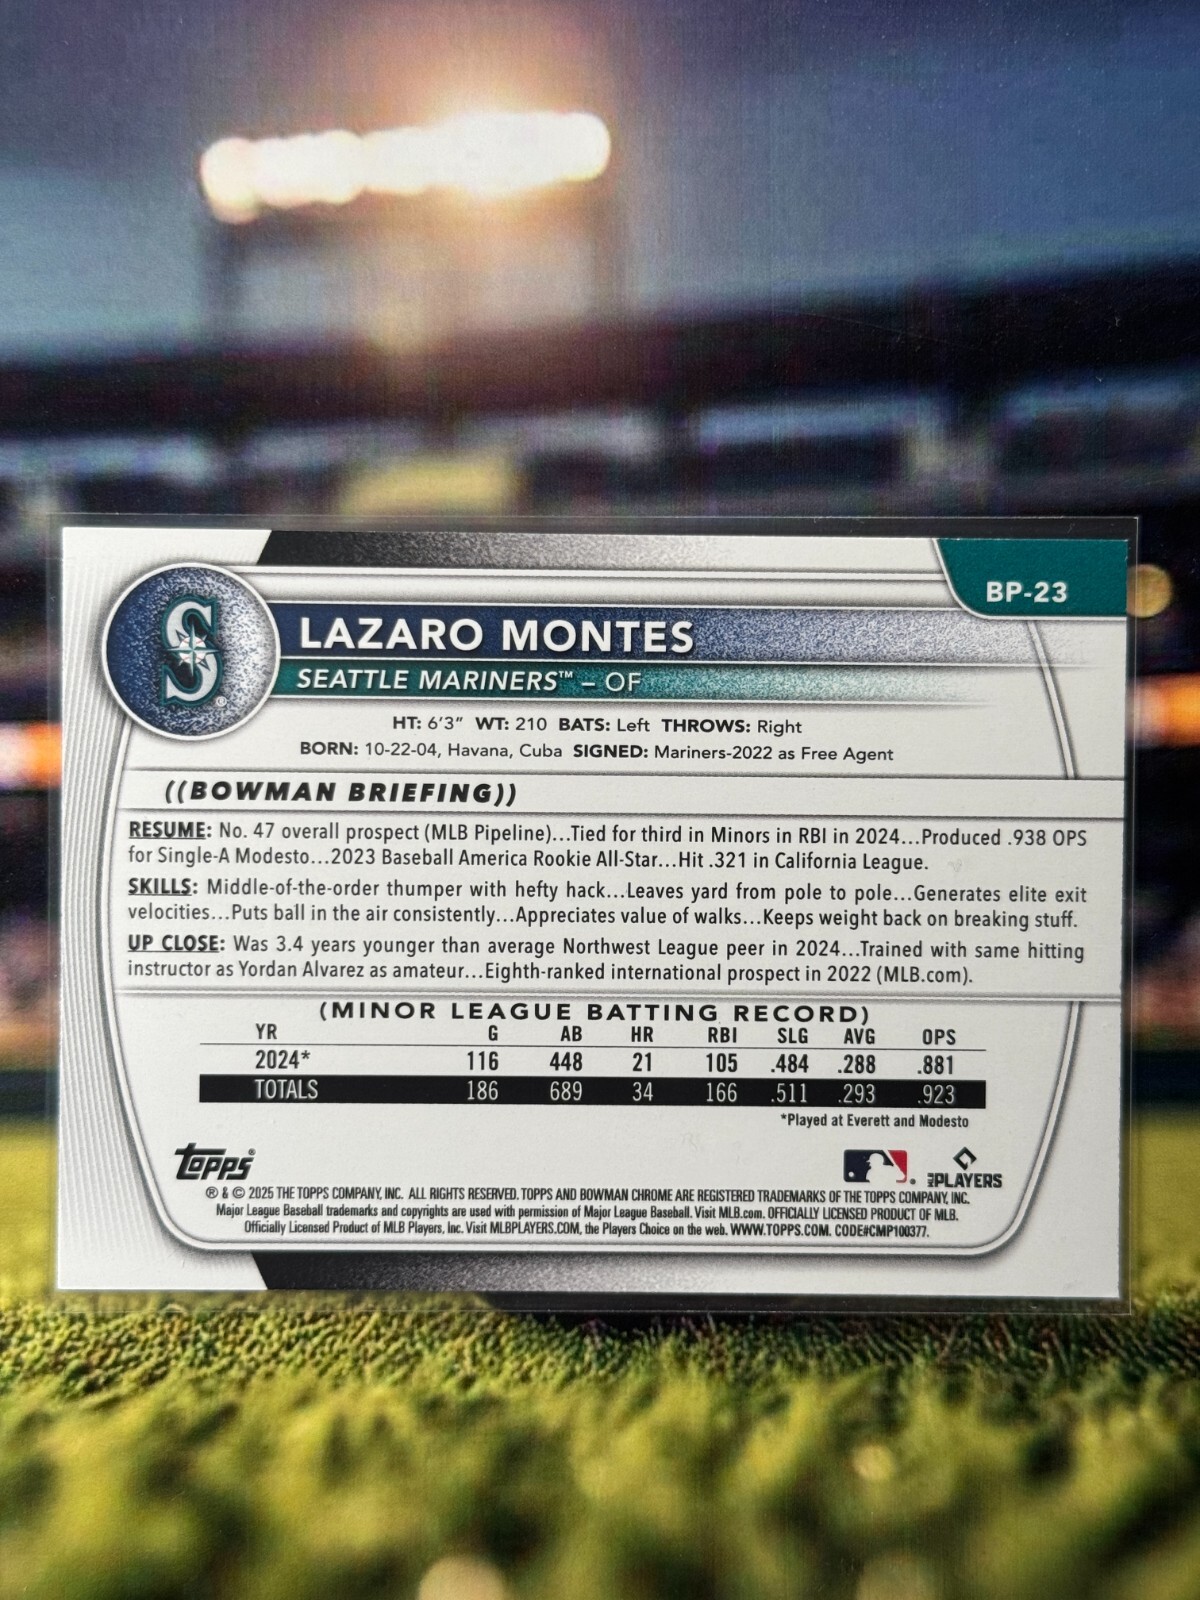 BP-23
LAZARO MONTES
SEATTLE MARINERS™ – OF
HT: 6'3" WT: 210 BATS: Left THROWS: Right
BORN: 10-22-04, Havana, Cuba SIGNED: Mariners-2022 as Free Agent
((BOWMAN BRIEFING))
RESUME: No. 47 overall prospect (MLB Pipeline)...Tied for third in Minors in RBI in 2024...Produced .938 OPS
for Single-A Modesto...2023 Baseball America Rookie All-Star...Hit .321 in California League.
SKILLS: Middle-of-the-order thumper with hefty hack...Leaves yard from pole to pole...Generates elite exit
velocities...Puts ball in the air consistently...Appreciates value of walks...Keeps weight back on breaking stuff.
UP CLOSE: Was 3.4 years younger than average Northwest League peer in 2024...Trained with same hitting
instructor as Yordan Alvarez as amateur...Eighth-ranked international prospect in 2022 (MLB.com).
(MINOR LEAGUE BATTING RECORD)
YR G AB HR RBI SLG AVG OPS
2024* 116 448 21 105 .484 .288 .881
TOTALS 186 689 34 166 .511 .293 .923
*Played at Everett and Modesto
S®
Topps®
MLB PLAYERS
® & © 2025 THE TOPPS COMPANY, INC. ALL RIGHTS RESERVED. TOPPS AND BOWMAN CHROME ARE REGISTERED TRADEMARKS OF THE TOPPS COMPANY, INC.
Major League Baseball trademarks and copyrights are used with permission of Major League Baseball. Visit MLB.com. OFFICIALLY LICENSED PRODUCT OF MLB.
Officially Licensed Product of MLB Players, Inc. Visit MLBPLAYERS.COM, the Players Choice on the web. WWW.TOPPS.COM. CODE#CMP100377.